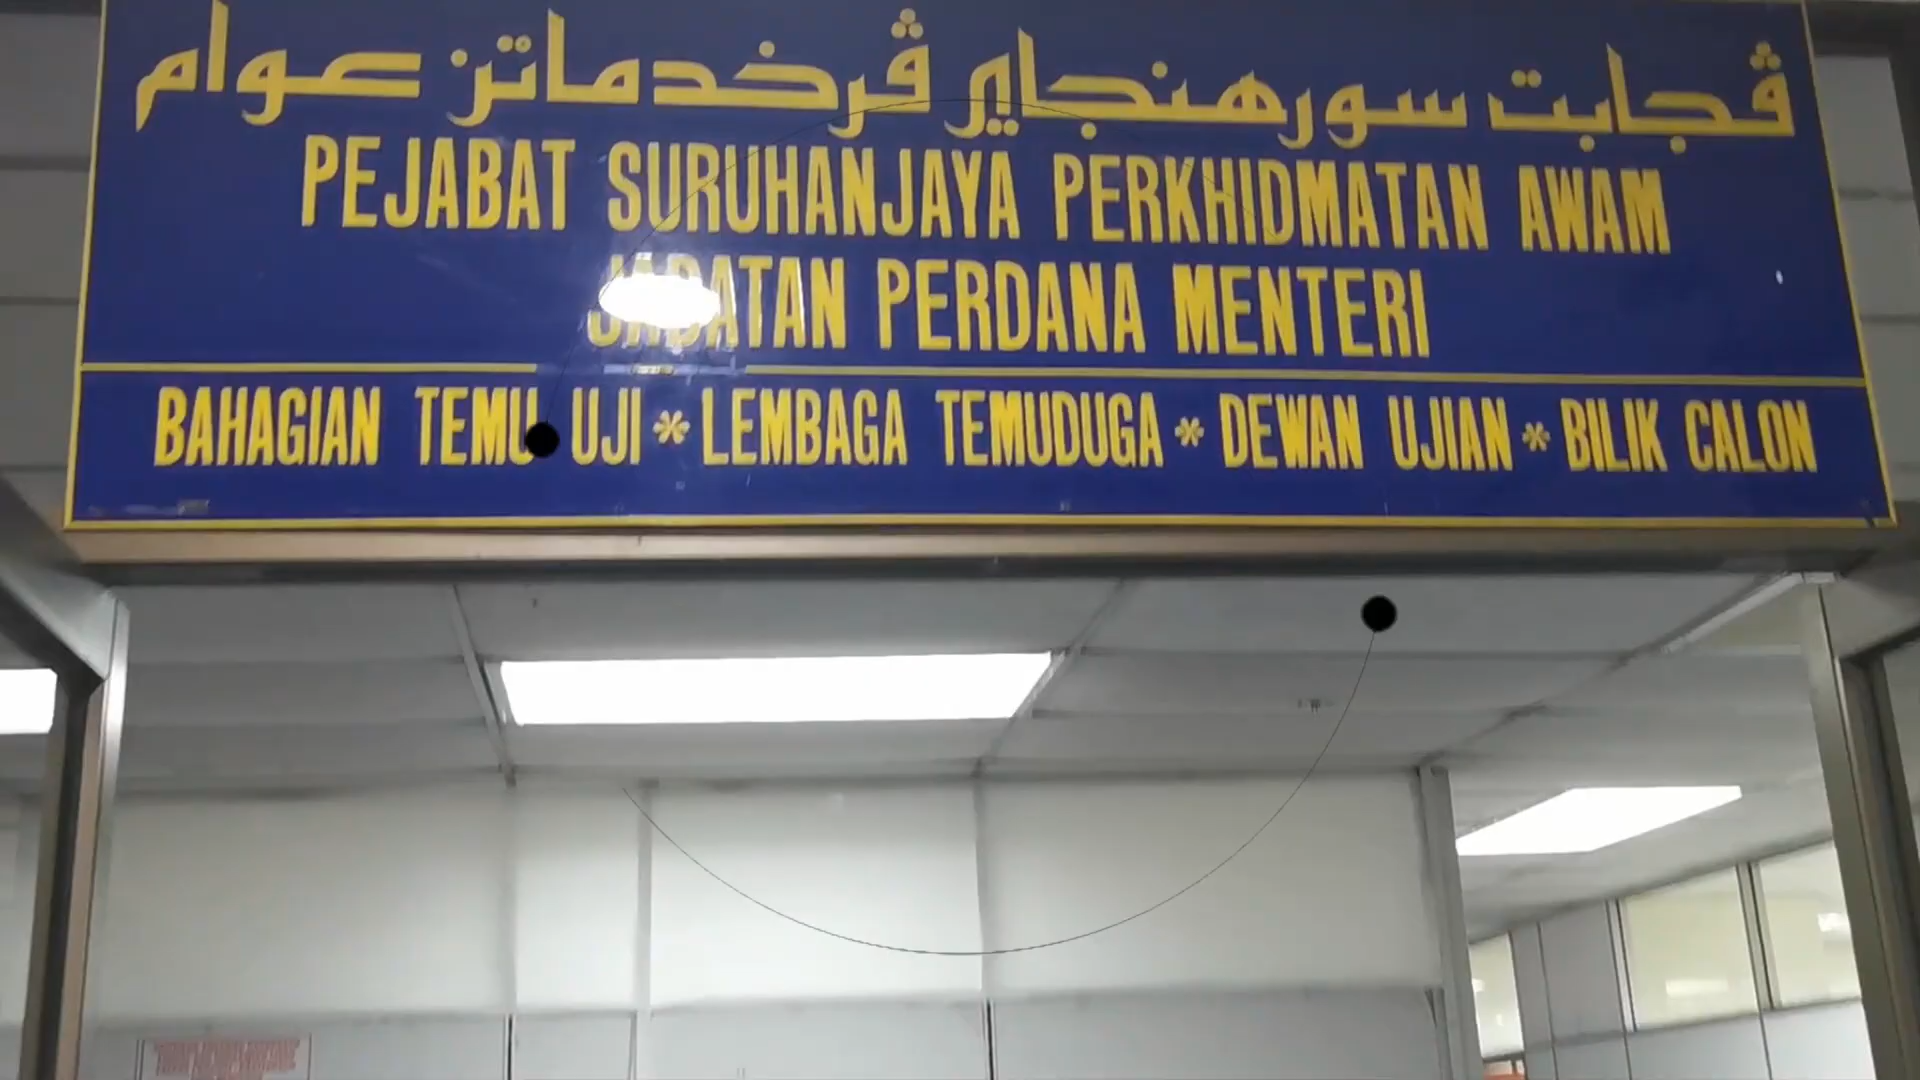 ڤجابت سورهنجاي ڤرخدماتن عوام
PEJABAT SURUHANJAYA PERKHIDMATAN AWAM
JABATAN PERDANA MENTERI
BAHAGIAN TEMU UJI * LEMBAGA TEMUDUGA * DEWAN UJIAN * BILIK CALON